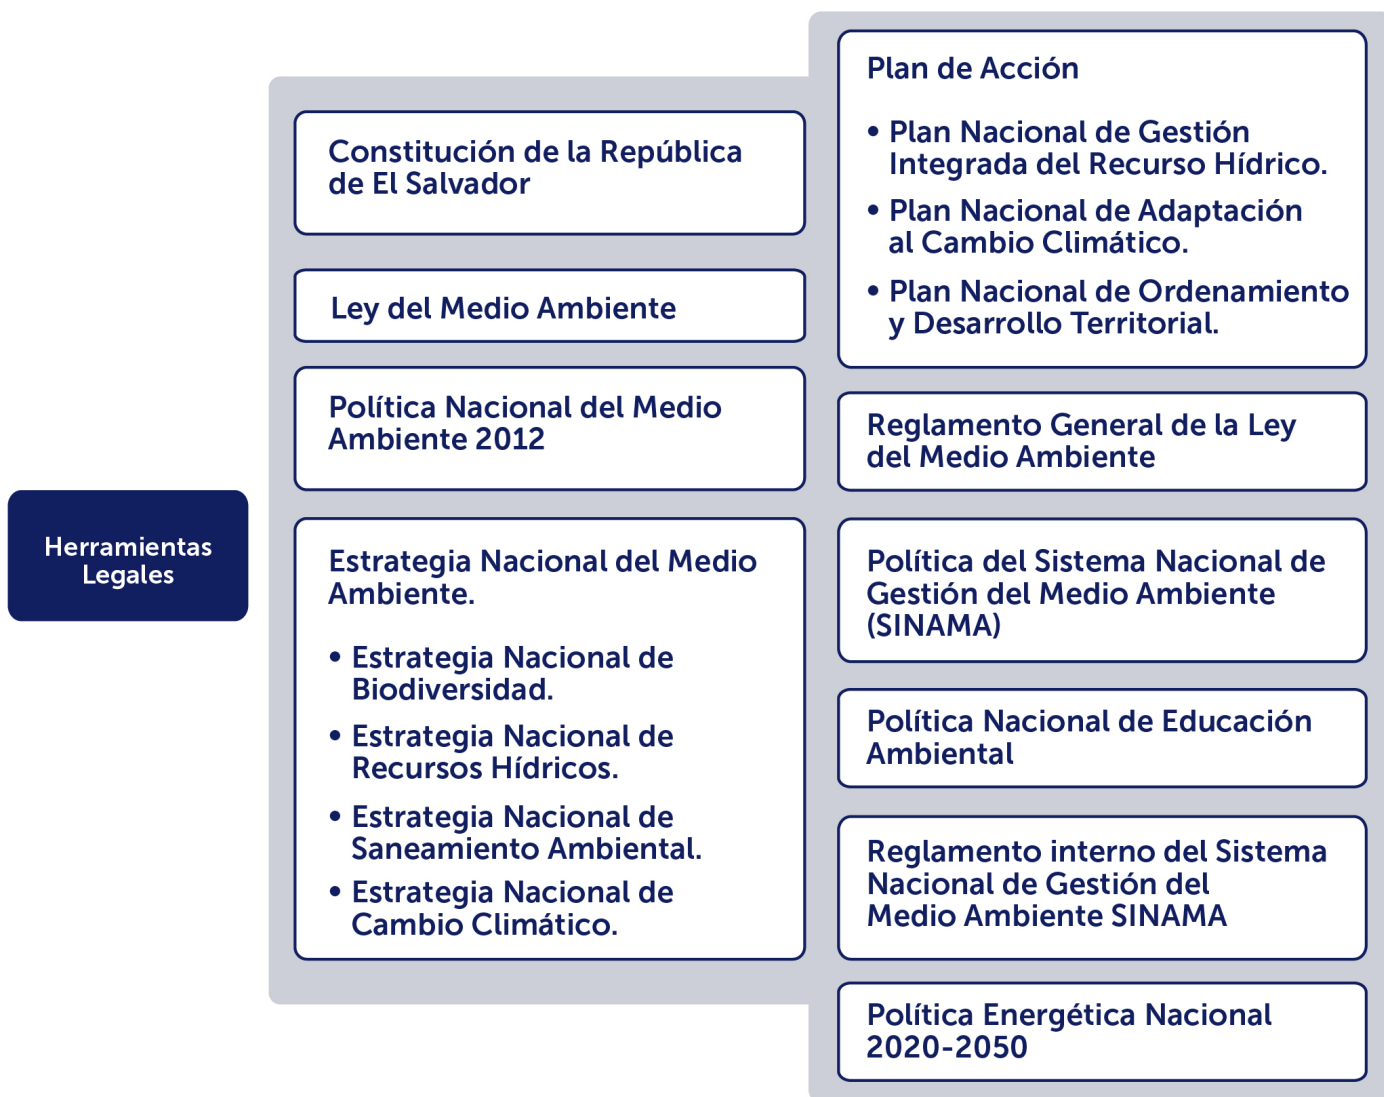 Herramientas
Legales
Constitución de la República
de El Salvador
Ley del Medio Ambiente
Política Nacional del Medio
Ambiente 2012
Estrategia Nacional del Medio
Ambiente.
• Estrategia Nacional de
Biodiversidad.
• Estrategia Nacional de
Recursos Hídricos.
• Estrategia Nacional de
Saneamiento Ambiental.
• Estrategia Nacional de
Cambio Climático.
Plan de Acción
• Plan Nacional de Gestión
Integrada del Recurso Hídrico.
• Plan Nacional de Adaptación
al Cambio Climático.
• Plan Nacional de Ordenamiento
y Desarrollo Territorial.
Reglamento General de la Ley
del Medio Ambiente
Política del Sistema Nacional de
Gestión del Medio Ambiente
(SINAMA)
Política Nacional de Educación
Ambiental
Reglamento interno del Sistema
Nacional de Gestión del
Medio Ambiente SINAMA
Política Energética Nacional
2020-2050